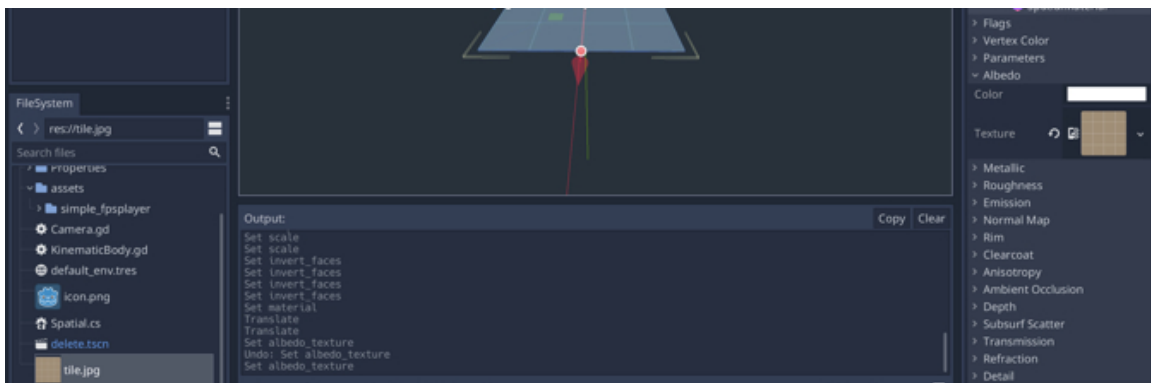 FileSystem
res://tile.jpg
Search files
Properties
assets
simple_fpsplayer
Camera.gd
KinematicBody.gd
default_env.tres
icon.png
Spatial.cs
delete.tscn
tile.jpg
Output:
Copy Clear
Set scale
Set scale
Set invert_faces
Set invert_faces
Set invert_faces
Set invert_faces
Set material
Translate
Translate
Set albedo_texture
Undo: Set albedo_texture
Set albedo_texture
Flags
Vertex Color
Parameters
Albedo
Color
Texture
Metallic
Roughness
Emission
Normal Map
Rim
Clearcoat
Anisotropy
Ambient Occlusion
Depth
Subsurf Scatter
Transmission
Refraction
Detail